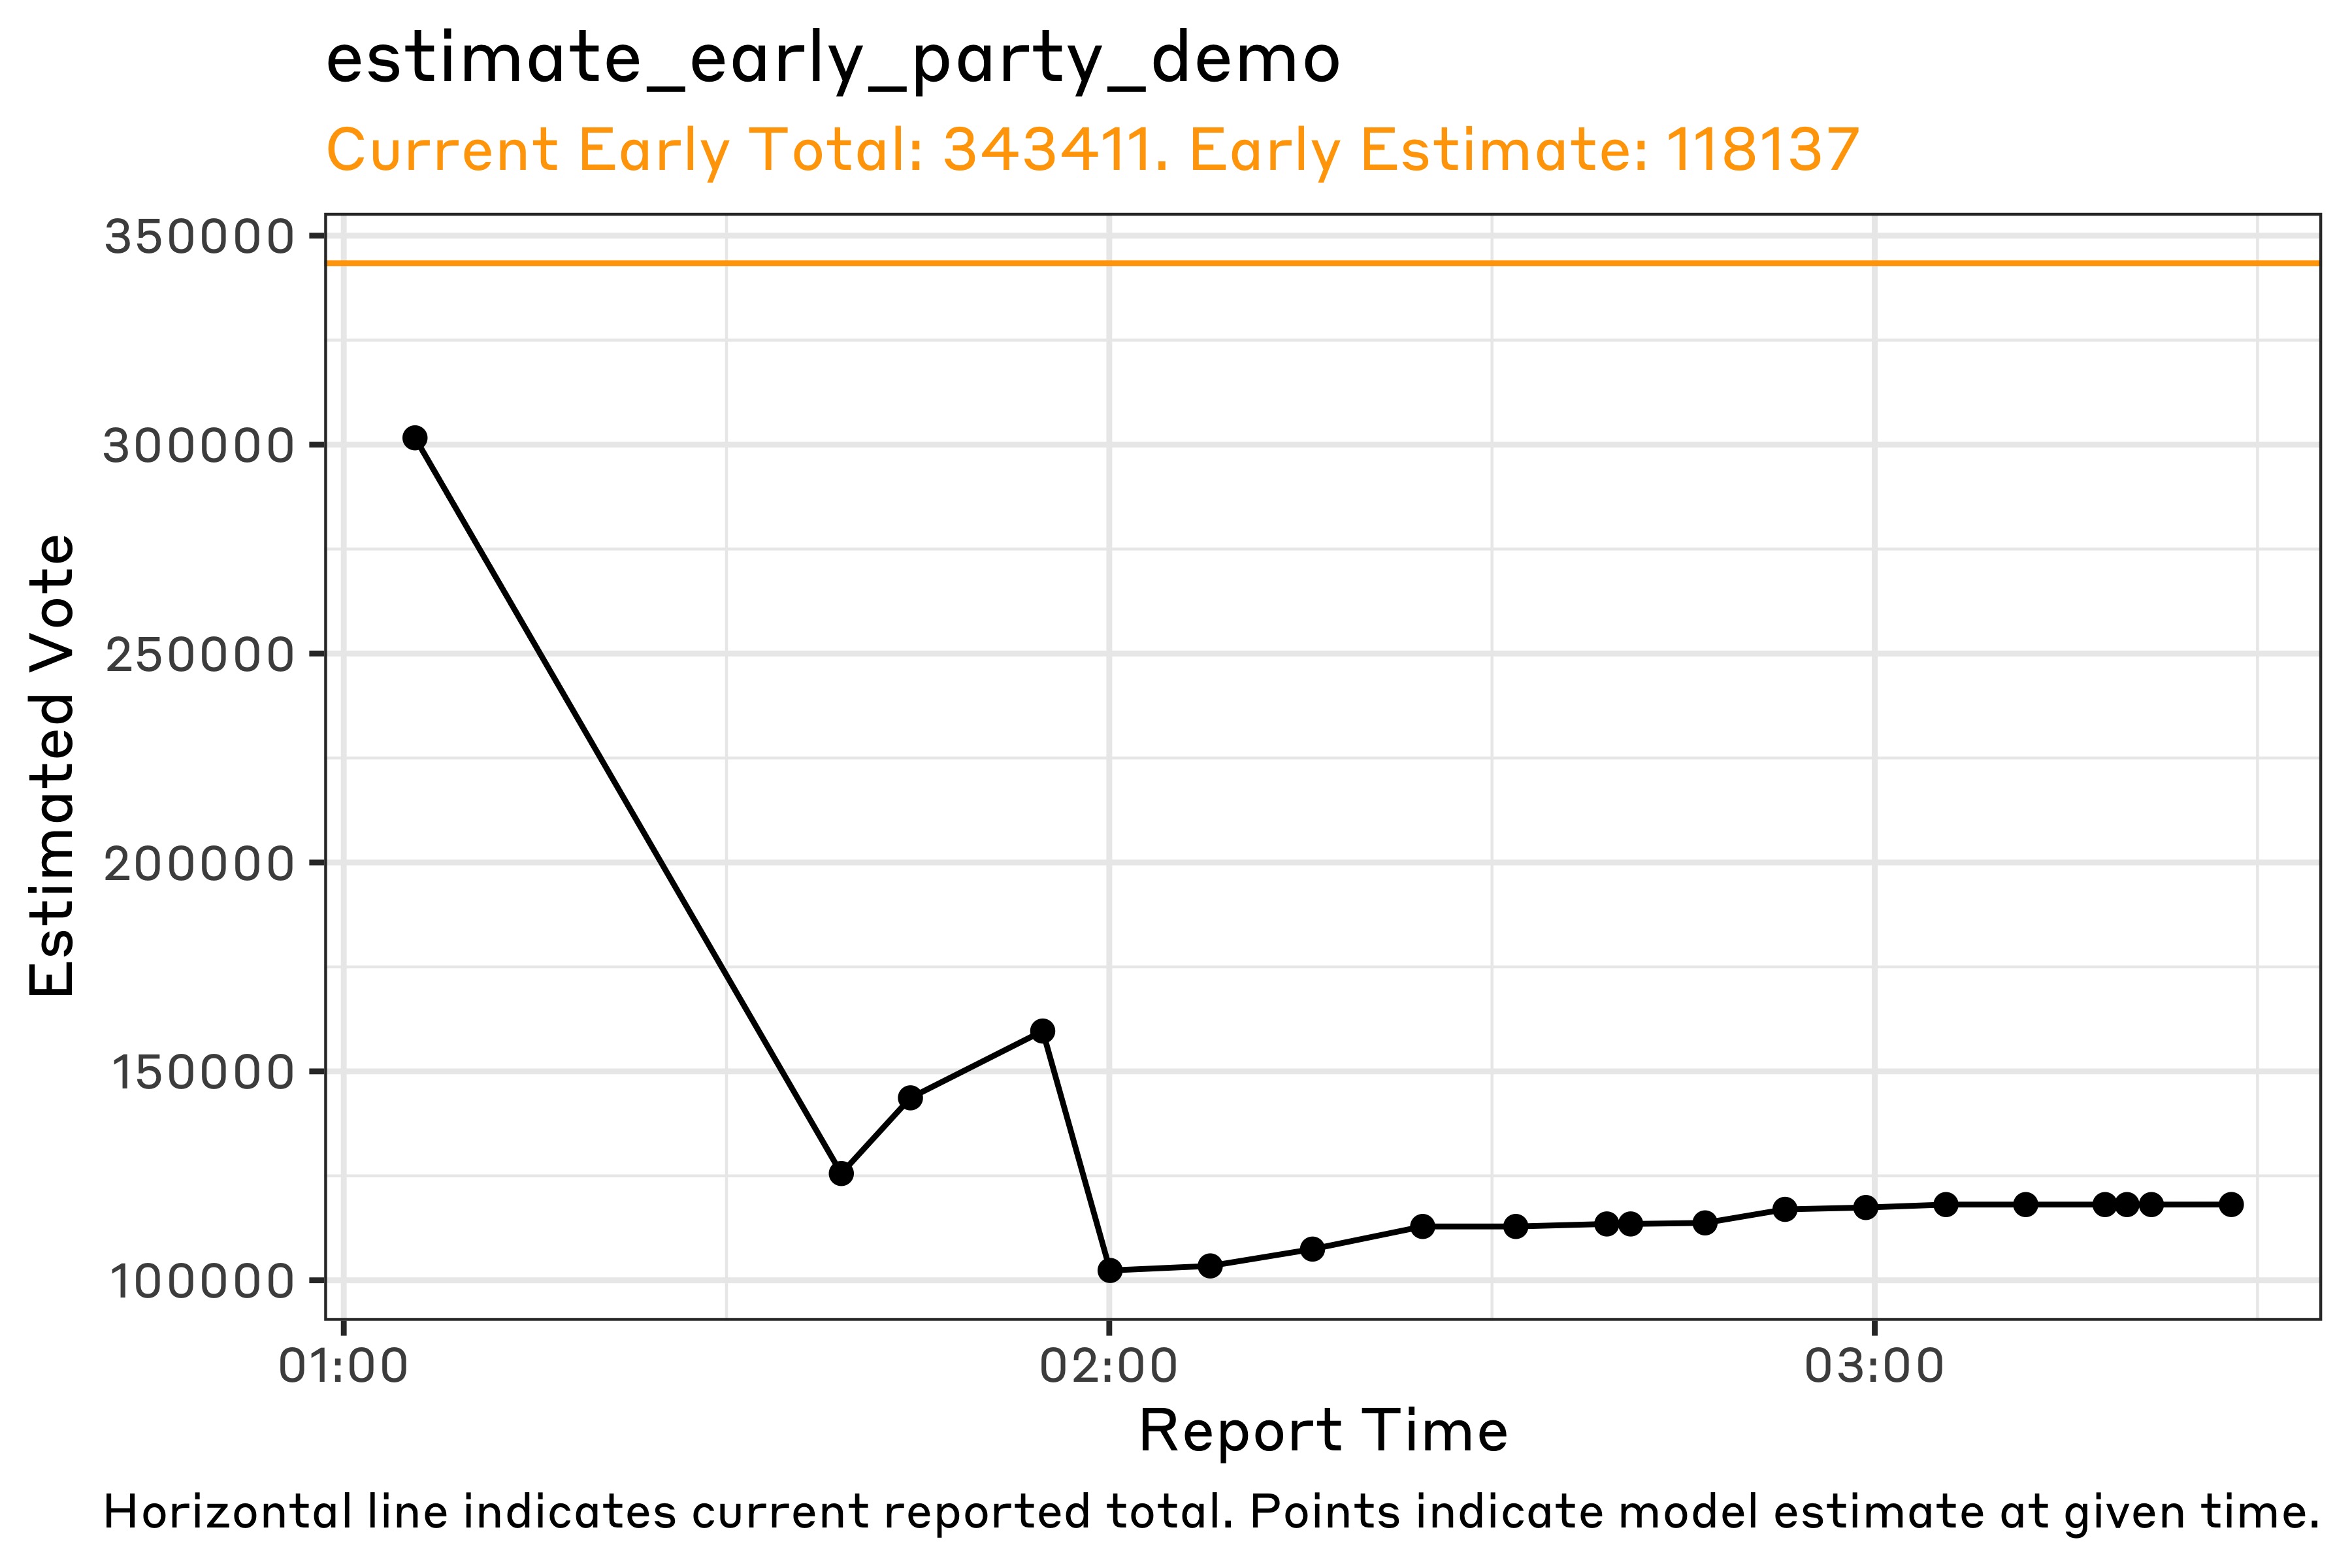 estimate_early_party_demo
Current Early Total: 343411. Early Estimate: 118137
350000
300000
250000
200000
150000
100000
Estimated Vote
01:00 02:00 03:00
Report Time
Horizontal line indicates current reported total. Points indicate model estimate at given time.